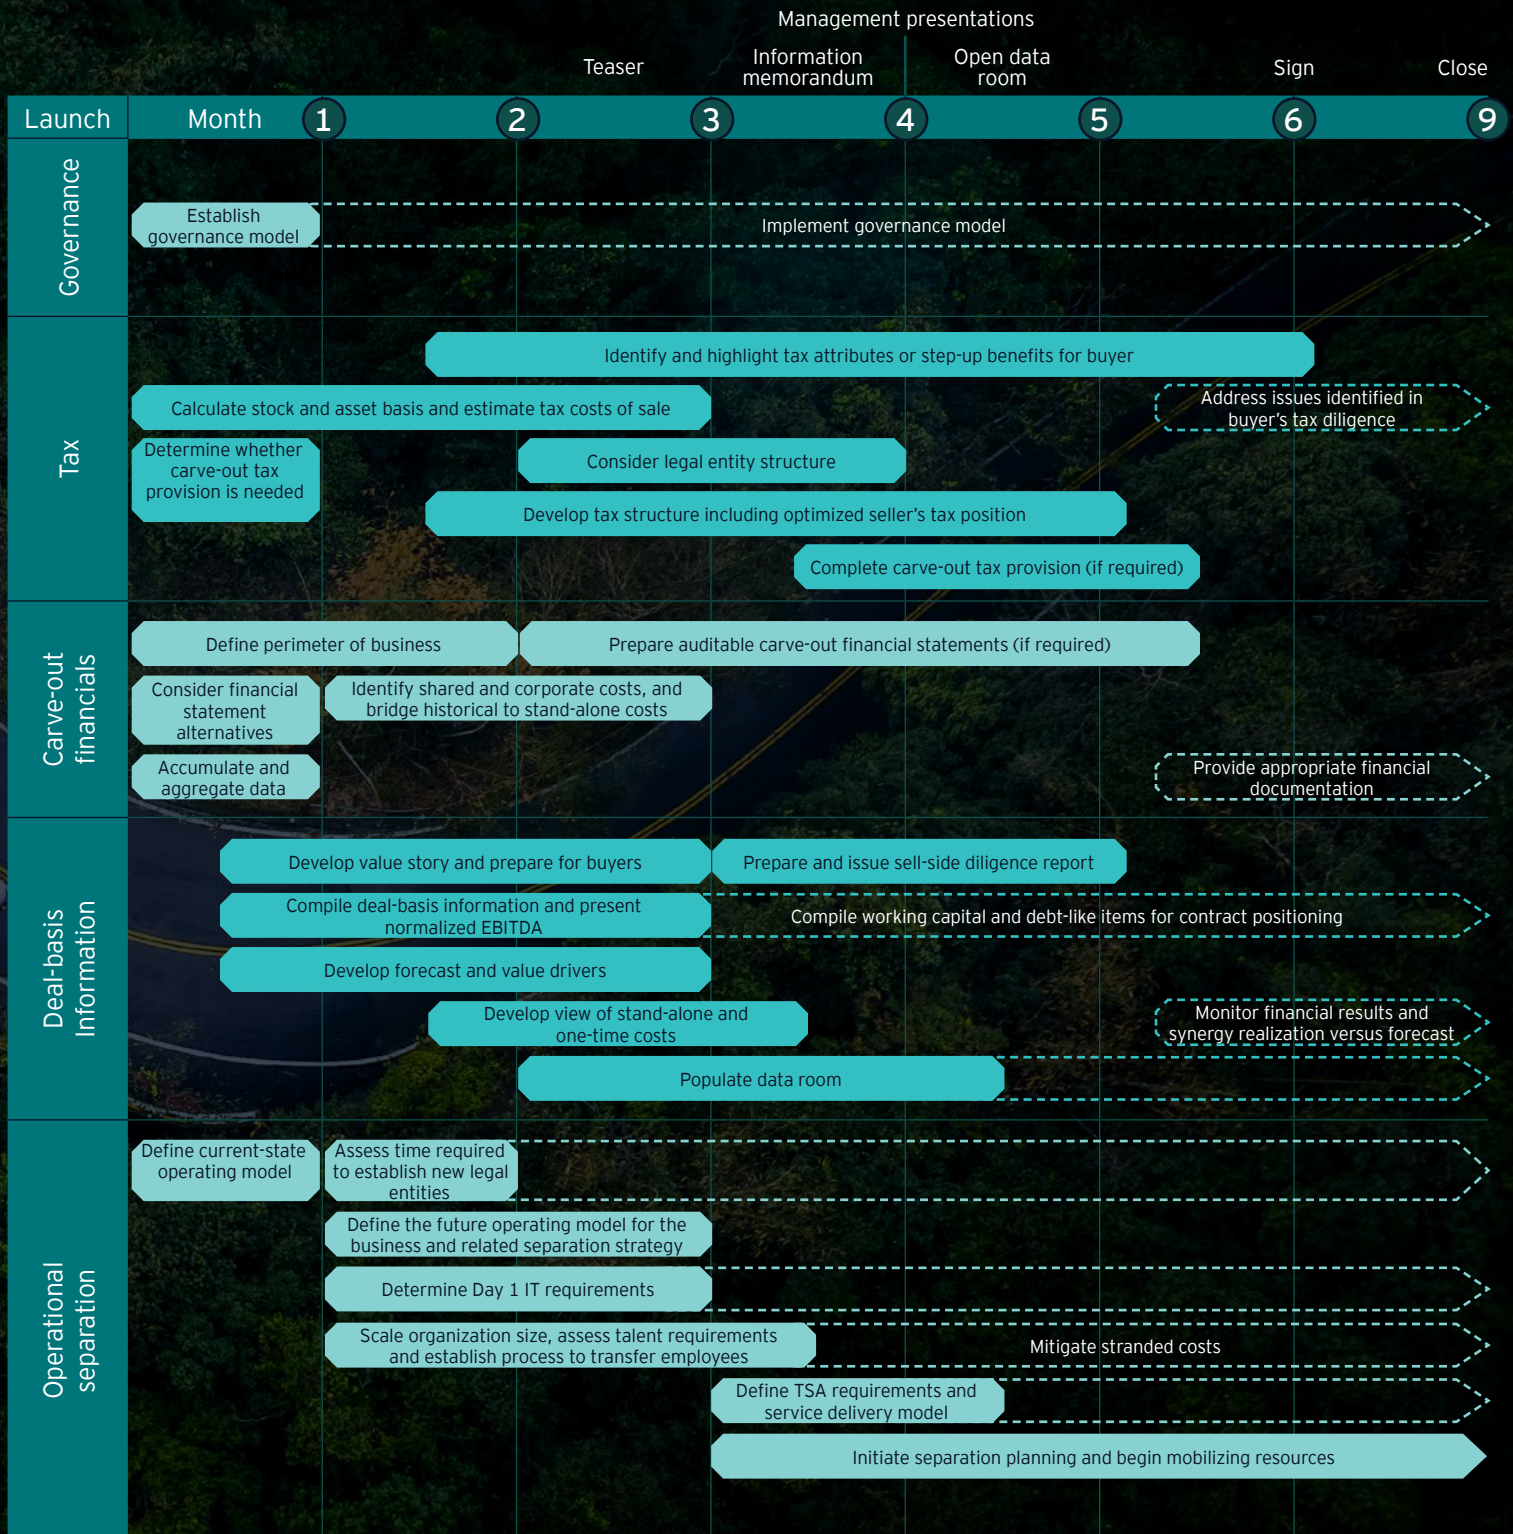 Management presentations
Teaser
Information
memorandum
Open data
room
Sign
Close
Launch
Month
1
2
3
4
5
6
9
Governance
Establish
governance model
Implement governance model
Tax
Identify and highlight tax attributes or step-up benefits for buyer
Calculate stock and asset basis and estimate tax costs of sale
Address issues identified in
buyer's tax diligence
Determine whether
carve-out tax
provision is needed
Consider legal entity structure
Develop tax structure including optimized seller's tax position
Complete carve-out tax provision (if required)
Carve-out
financials
Define perimeter of business
Prepare auditable carve-out financial statements (if required)
Consider financial
statement
alternatives
Identify shared and corporate costs, and
bridge historical to stand-alone costs
Accumulate and
aggregate data
Provide appropriate financial
documentation
Deal-basis
Information
Develop value story and prepare for buyers
Prepare and issue sell-side diligence report
Compile deal-basis information and present
normalized EBITDA
Compile working capital and debt-like items for contract positioning
Develop forecast and value drivers
Develop view of stand-alone and
one-time costs
Monitor financial results and
synergy realization versus forecast
Populate data room
Operational
separation
Define current-state
operating model
Assess time required
to establish new legal
entities
Define the future operating model for the
business and related separation strategy
Determine Day 1 IT requirements
Scale organization size, assess talent requirements
and establish process to transfer employees
Mitigate stranded costs
Define TSA requirements and
service delivery model
Initiate separation planning and begin mobilizing resources